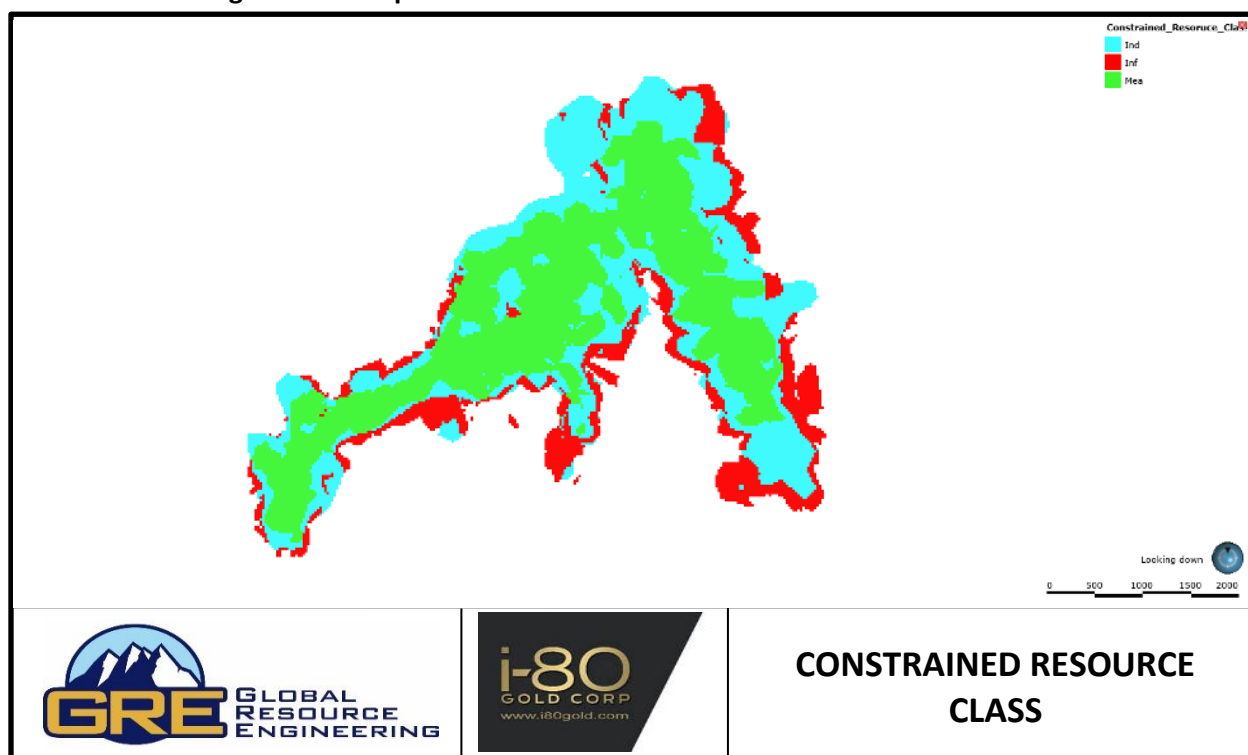 Constrained_Resoruce_Clas
Ind
Inf
Mea
Looking down
0 500 1000 1500 2000
GRE GLOBAL
RESOURCE
ENGINEERING
i-80
GOLD CORP
www.i80gold.com
CONSTRAINED RESOURCE
CLASS